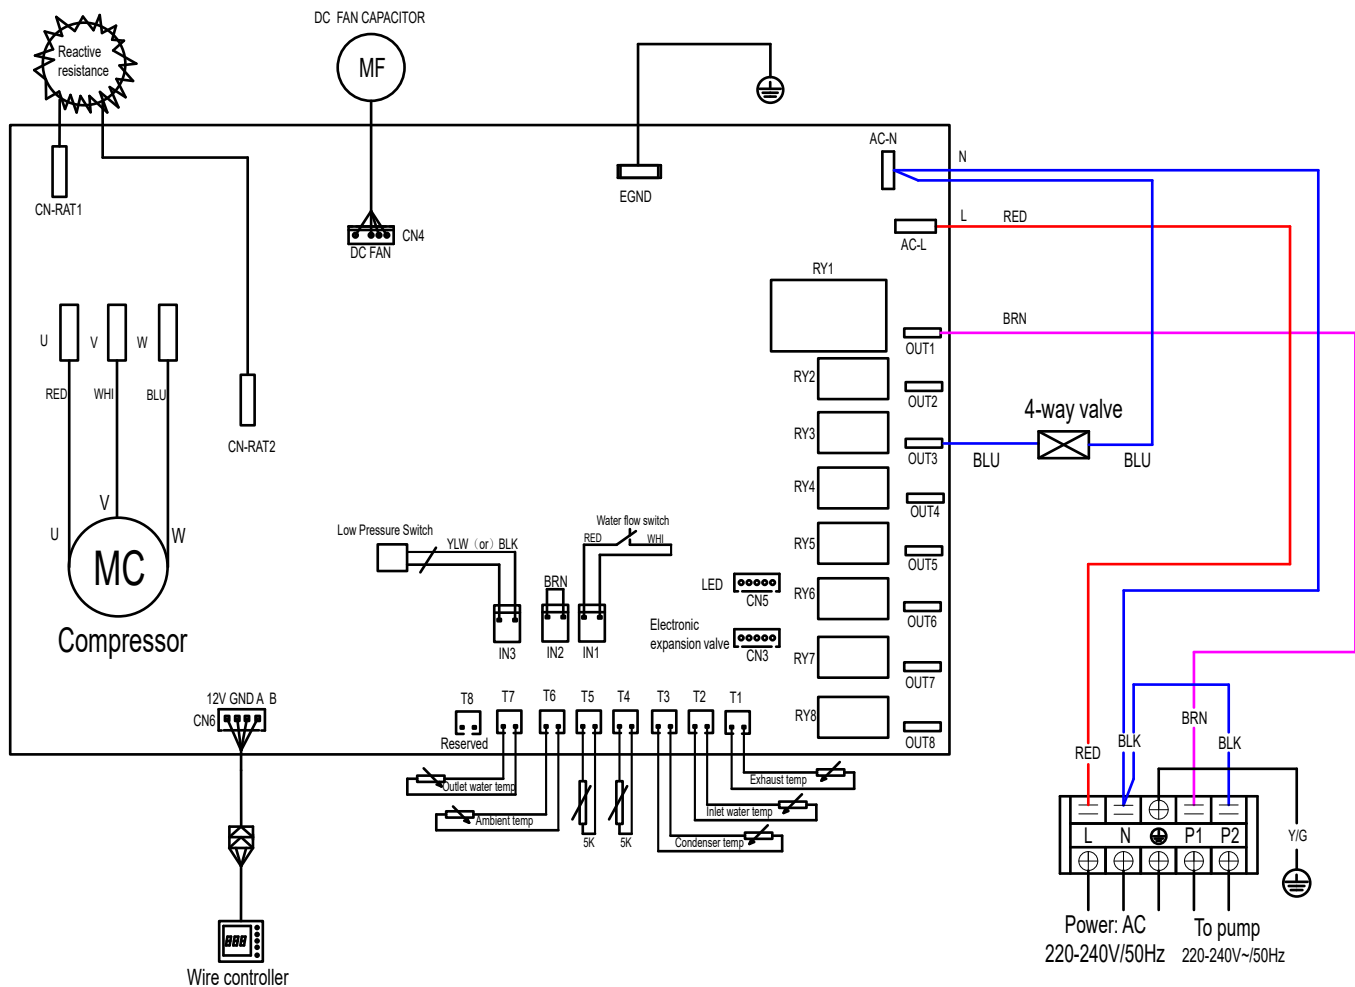 DC FAN CAPACITOR
Reactive
resistance
MF
AC-N
N
CN-RAT1
EGND
L
RED
CN4
DC FAN
AC-L
RY1
BRN
U
V
W
OUT1
RY2
OUT2
RED
WHI
BLU
4-way valve
RY3
CN-RAT2
OUT3
BLU
BLU
RY4
OUT4
V
U
W
MC
Compressor
Low Pressure Switch
YLW (or) BLK
Water flow switch
RED
WHI
RY5
OUT5
BRN
LED
CN5
RY6
OUT6
Electronic
expansion valve
CN3
IN3
IN2
IN1
RY7
OUT7
12V GND A B
CN6
T8
T7
T6
T5
T4
T3
T2
T1
Reserved
RY8
OUT8
BRN
RED
BLK
BLK
Outlet water temp
Exhaust temp
Ambient temp
Inlet water temp
5K
5K
Condenser temp
L
N
P1
P2
Y/G
Power: AC
220-240V/50Hz
To pump
220-240V~/50Hz
888
Wire controller